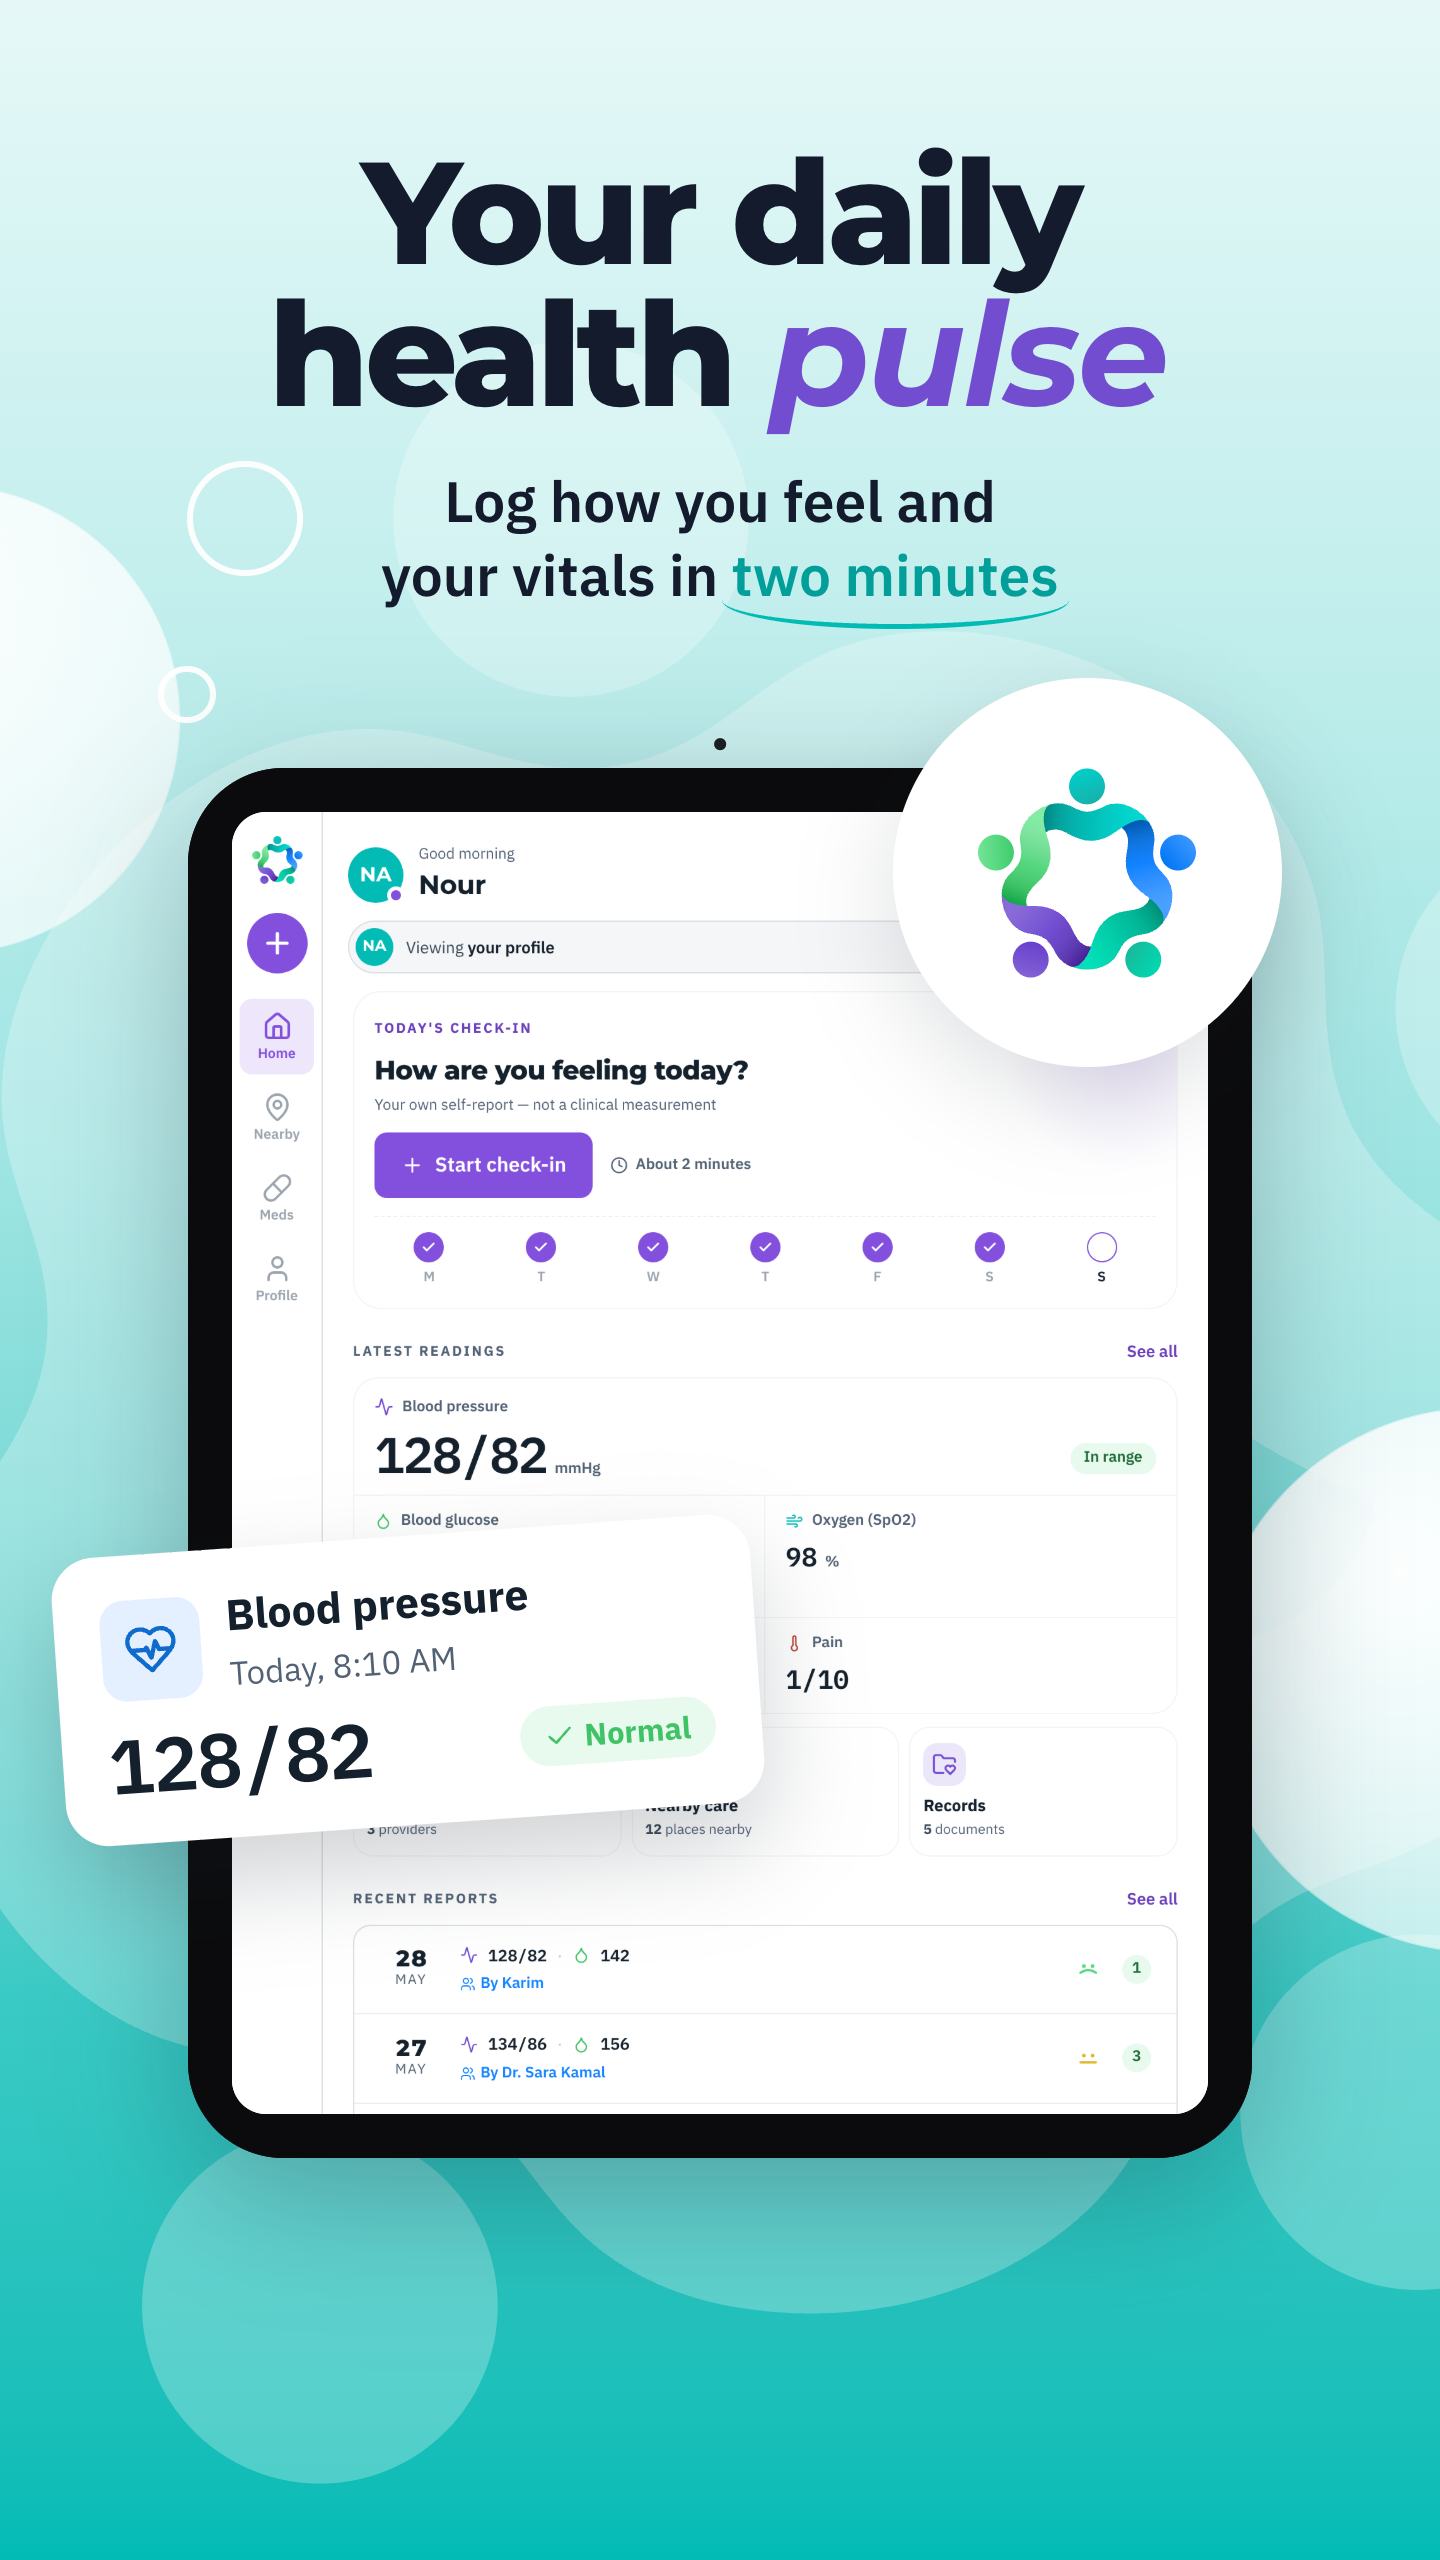 Your daily
health pulse
Log how you feel and
your vitals in two minutes
NA
Good morning
Nour
NA
Viewing your profile
Home
Nearby
Meds
Profile
TODAY'S CHECK-IN
How are you feeling today?
Your own self-report — not a clinical measurement
Start check-in
About 2 minutes
M T W T F S S
LATEST READINGS
See all
Blood pressure
128/82 mmHg
In range
Blood glucose
Oxygen (SpO2)
98 %
Pain
1/10
Blood pressure
Today, 8:10 AM
128/82
Normal
3 providers
Nearby care
12 places nearby
Records
5 documents
RECENT REPORTS
See all
28
MAY
128/82 · 142
By Karim
1
27
MAY
134/86 · 156
By Dr. Sara Kamal
3